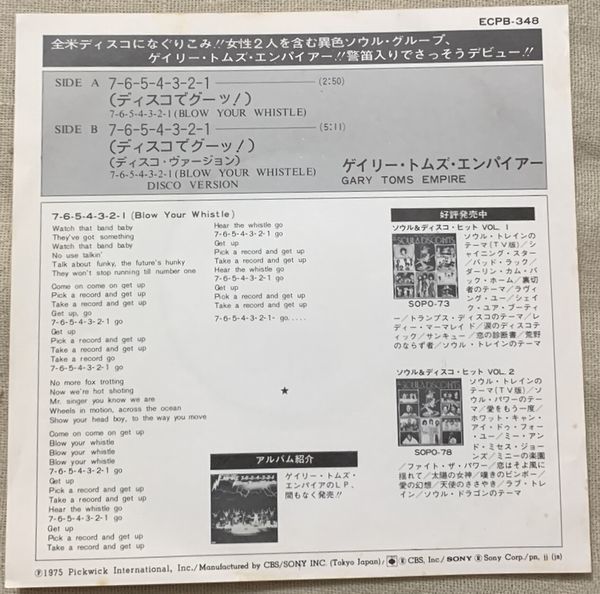 ECPB-348
全米ディスコになぐりこみ!!女性2人を含む異色ソウル・グループ、
ゲイリー・トムズ・エンパイアー!!警笛入りでさっそうデビュー!!
SIDE A 7-6-5-4-3-2-1 (2:50)
(ディスコでグーッ!)
7-6-5-4-3-2-1 (BLOW YOUR WHISTLE)
SIDE B 7-6-5-4-3-2-1 (5:11)
(ディスコでグーッ!)
(ディスコ・ヴァージョン)
7-6-5-4-3-2-1 (BLOW YOUR WHISTELE)
DISCO VERSION
ゲイリー・トムズ・エンパイアー
GARY TOMS EMPIRE
7-6-5-4-3-2-1 (Blow Your Whistle)
Watch that band baby
They've got something
Watch that band baby
No use talkin'
Talk about funky, the future's hunky
They won't stop running till number one
Come on come on get up
Pick a record and get up
Take a record and get up
Get up, go
7-6-5-4-3-2-1 go
Get up
Pick a record and get up
Take a record and get up
Take a record go
7-6-5-4-3-2-1 go
No more fox trotting
Now we're hot shoting
Mr. singer you know we are
Wheels in motion, across the ocean
Show your head boy, to the way you move
Come on come on get up
Blow your whistle
Blow your whistle
Blow your whistle
7-6-5-4-3-2-1 go
Get up
Pick a record and get up
Take a record and get up
Hear the whistle go
7-6-5-4-3-2-1 go
Get up
Pick a record and get up
Take a record and get up
Hear the whistle go
7-6-5-4-3-2-1 go
Get up
Pick a record and get up
Take a record and get up
Hear the whistle go
7-6-5-4-3-2-1 go
Get up
Pick a record and get up
Take a record and get up
7-6-5-4-3-2-1- go.....
★
アルバム紹介
ゲイリー・トムズ・
エンパイアのLP、
間もなく発売!!
好評発売中
ソウル&ディスコ・ヒット VOL. 1
SOPO-73
ソウル・トレインの
テーマ(TV版)/シ
ャイニング・スター
/バッド・ラック/
ダーリン・カム・バ
ック・ホーム/裏切
者のテーマ/ラヴィ
ング・ユー/シェイ
ク・ユア・ブーティ
ー/トランプス・ディスコのテーマ/レ
ディー・マーマレイド/涙のディスコテ
ィック/サンキュー/恋の診断書/荒野
のならず者/ソウル・トレインのテーマ
ソウル&ディスコ・ヒット VOL. 2
SOPO-78
ソウル・トレインの
テーマ(TV版)/ソ
ウル・パワーのテー
マ/愛をもう一度/
ホワット・キャン・
アイ・ドゥ・フォー
・ユー/ミー・アン
ド・ミセス・ジョー
ンズ/ミニーの楽園
/ファイト・ザ・パワー/恋はそよ風に
揺れて/太陽の女神/嘆きのピンボー/
愛の幻想/天使のささやき/ラブ・トレ
イン/ソウル・ドラゴンのテーマ
Ⓟ 1975 Pickwick International, Inc./Manufactured by CBS/SONY INC. (Tokyo Japan)/ ® CBS, Inc./SONY ® Sony Corp./pn, jj (js)